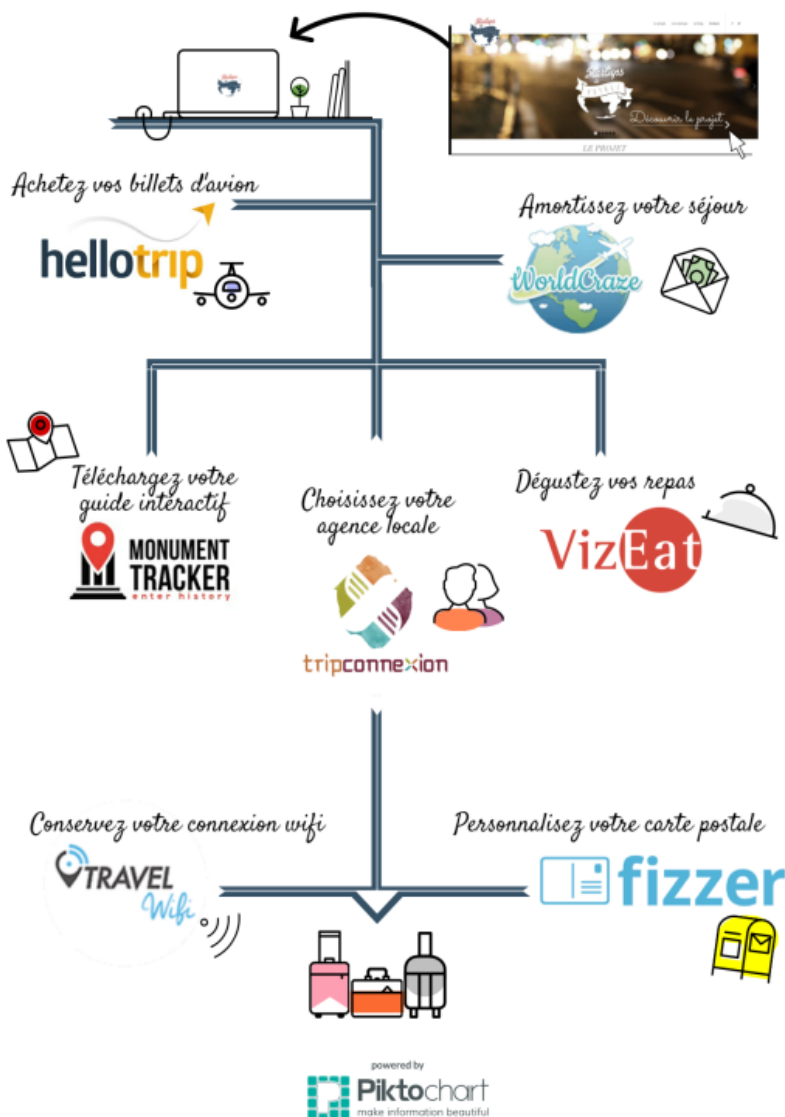 Startups
Découvrir le projet
LE PROJET
Achetez vos billets d'avion
hellotrip
Amortissez votre séjour
WorldCraze
Téléchargez votre
guide interactif
MONUMENT
TRACKER
enter history
Choisissez votre
agence locale
tripconnexion
Dégustez vos repas
VizEat
Conservez votre connexion wifi
TRAVEL
Wifi
Personnalisez votre carte postale
fizzer
powered by
Piktochart
make information beautiful